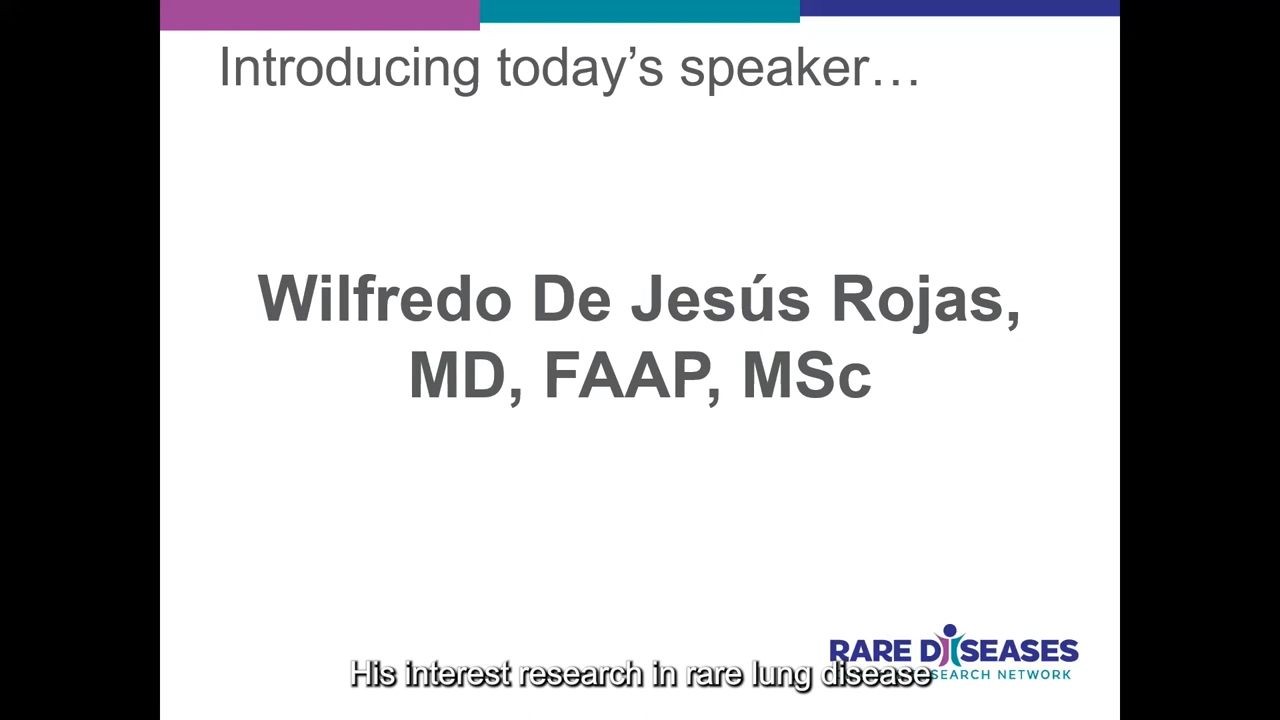 Introducing today’s speaker…
Wilfredo De Jesús Rojas,
MD, FAAP, MSc
RARE DISEASES
SEARCH NETWORK
His interest research in rare lung disease